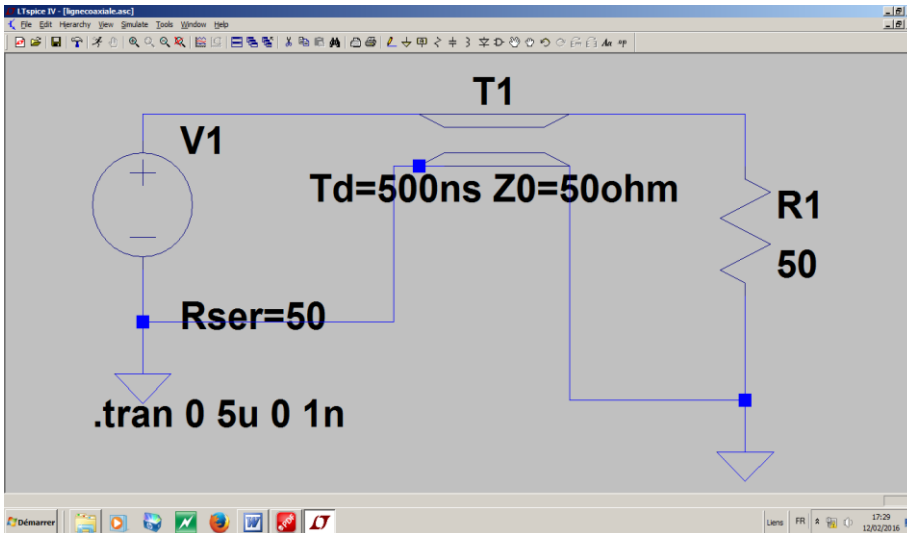 LTspice IV - [lignecoaxiale.asc]
File Edit Hierarchy View Simulate Tools Window Help
T1
V1
Td=500ns Z0=50ohm
R1
50
Rser=50
.tran 0 5u 0 1n
Démarrer
Liens FR 17:29
12/02/2016